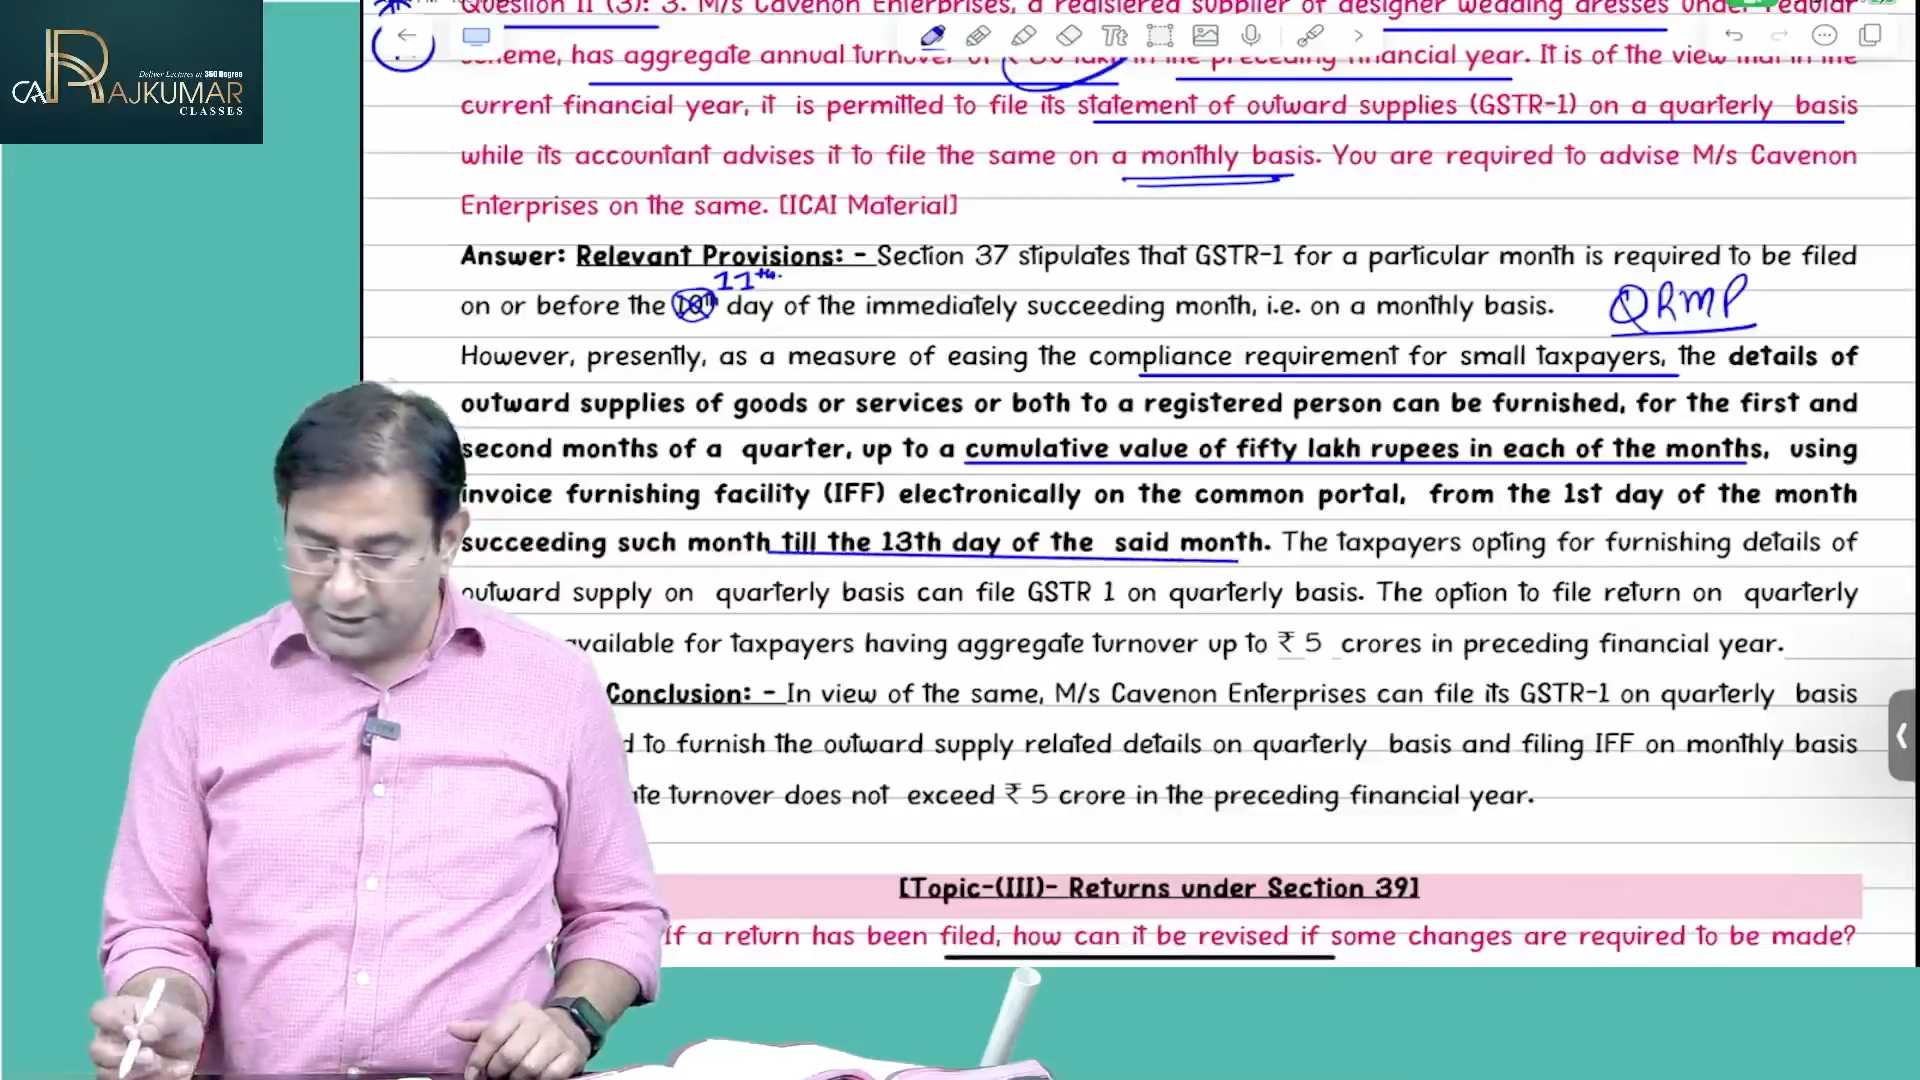 Question 11 (3): 3. M/s Cavenon Enterprises, a registered supplier of designer wedding dresses under regular
scheme, has aggregate annual turnover of ₹ lakh in the preceding financial year. It is of the view that in the
current financial year, it is permitted to file its statement of outward supplies (GSTR-1) on a quarterly basis
while its accountant advises it to file the same on a monthly basis. You are required to advise M/s Cavenon
Enterprises on the same. [ICAI Material]
Answer: Relevant Provisions: - Section 37 stipulates that GSTR-1 for a particular month is required to be filed
11th.
on or before the 10th day of the immediately succeeding month, i.e. on a monthly basis.
QRMP
However, presently, as a measure of easing the compliance requirement for small taxpayers, the details of
outward supplies of goods or services or both to a registered person can be furnished, for the first and
second months of a quarter, up to a cumulative value of fifty lakh rupees in each of the months, using
invoice furnishing facility (IFF) electronically on the common portal, from the 1st day of the month
succeeding such month till the 13th day of the said month. The taxpayers opting for furnishing details of
outward supply on quarterly basis can file GSTR 1 on quarterly basis. The option to file return on quarterly
available for taxpayers having aggregate turnover up to ₹ 5 crores in preceding financial year.
Conclusion: - In view of the same, M/s Cavenon Enterprises can file its GSTR-1 on quarterly basis
d to furnish the outward supply related details on quarterly basis and filing IFF on monthly basis
te turnover does not exceed ₹ 5 crore in the preceding financial year.
[Topic-(III)- Returns under Section 39]
If a return has been filed, how can it be revised if some changes are required to be made?
Deliver Lectures at 360 Degree
CA RAJKUMAR
CLASSES
Tt